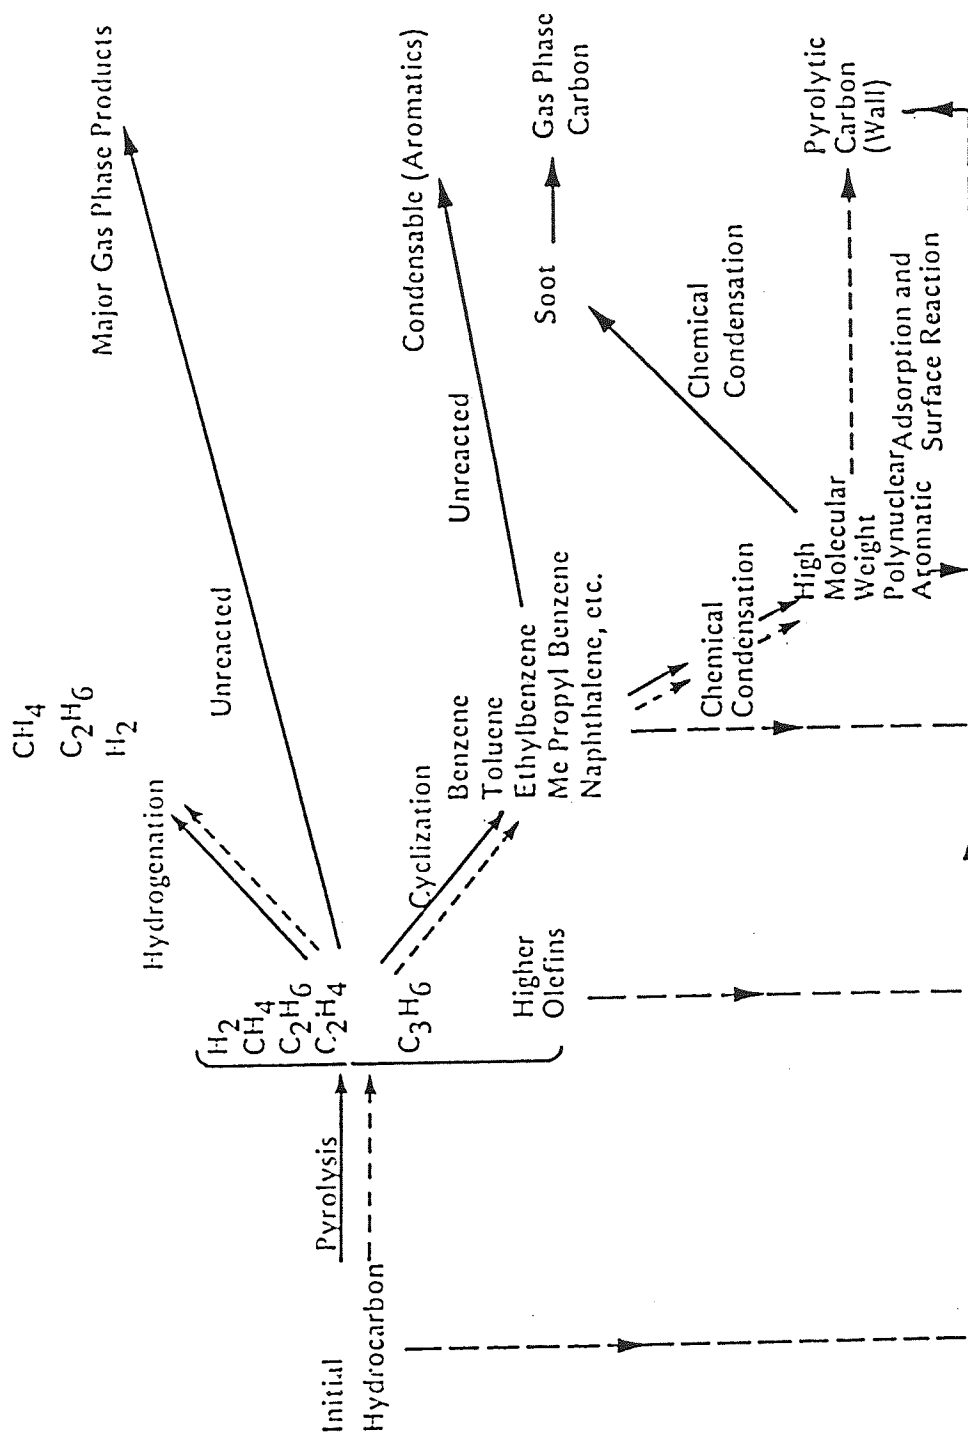 CH4
C2H6
H2
Major Gas Phase Products
Hydrogenation
Unreacted
H2
CH4
C2H6
C2H4
C3H6
Higher
Olefins
Initial
Hydrocarbon
Pyrolysis
Cyclization
Benzene
Toluene
Ethylbenzene
Me Propyl Benzene
Naphthalene, etc.
Unreacted
Condensable (Aromatics)
Chemical
Condensation
High
Molecular
Weight
Polynuclear
Aromatic
Chemical
Condensation
Soot
Gas Phase
Carbon
Adsorption and
Surface Reaction
Pyrolytic
Carbon
(Wall)